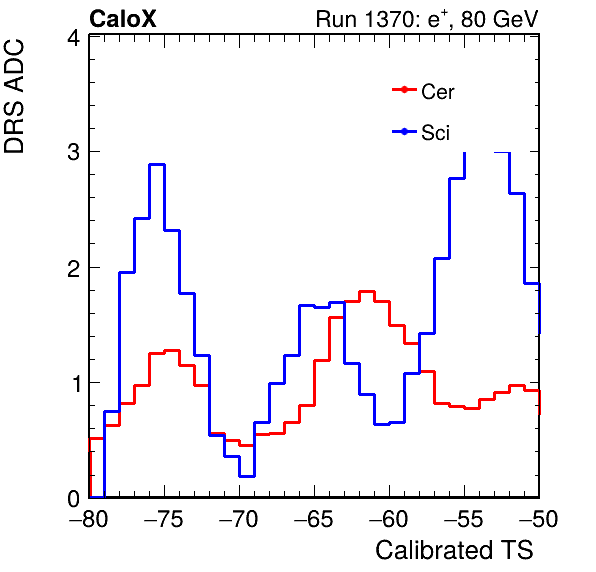 CaloX Run 1370: e⁺, 80 GeV
DRS ADC
Cer
Sci
4
3
2
1
0
−80 −75 −70 −65 −60 −55 −50
Calibrated TS